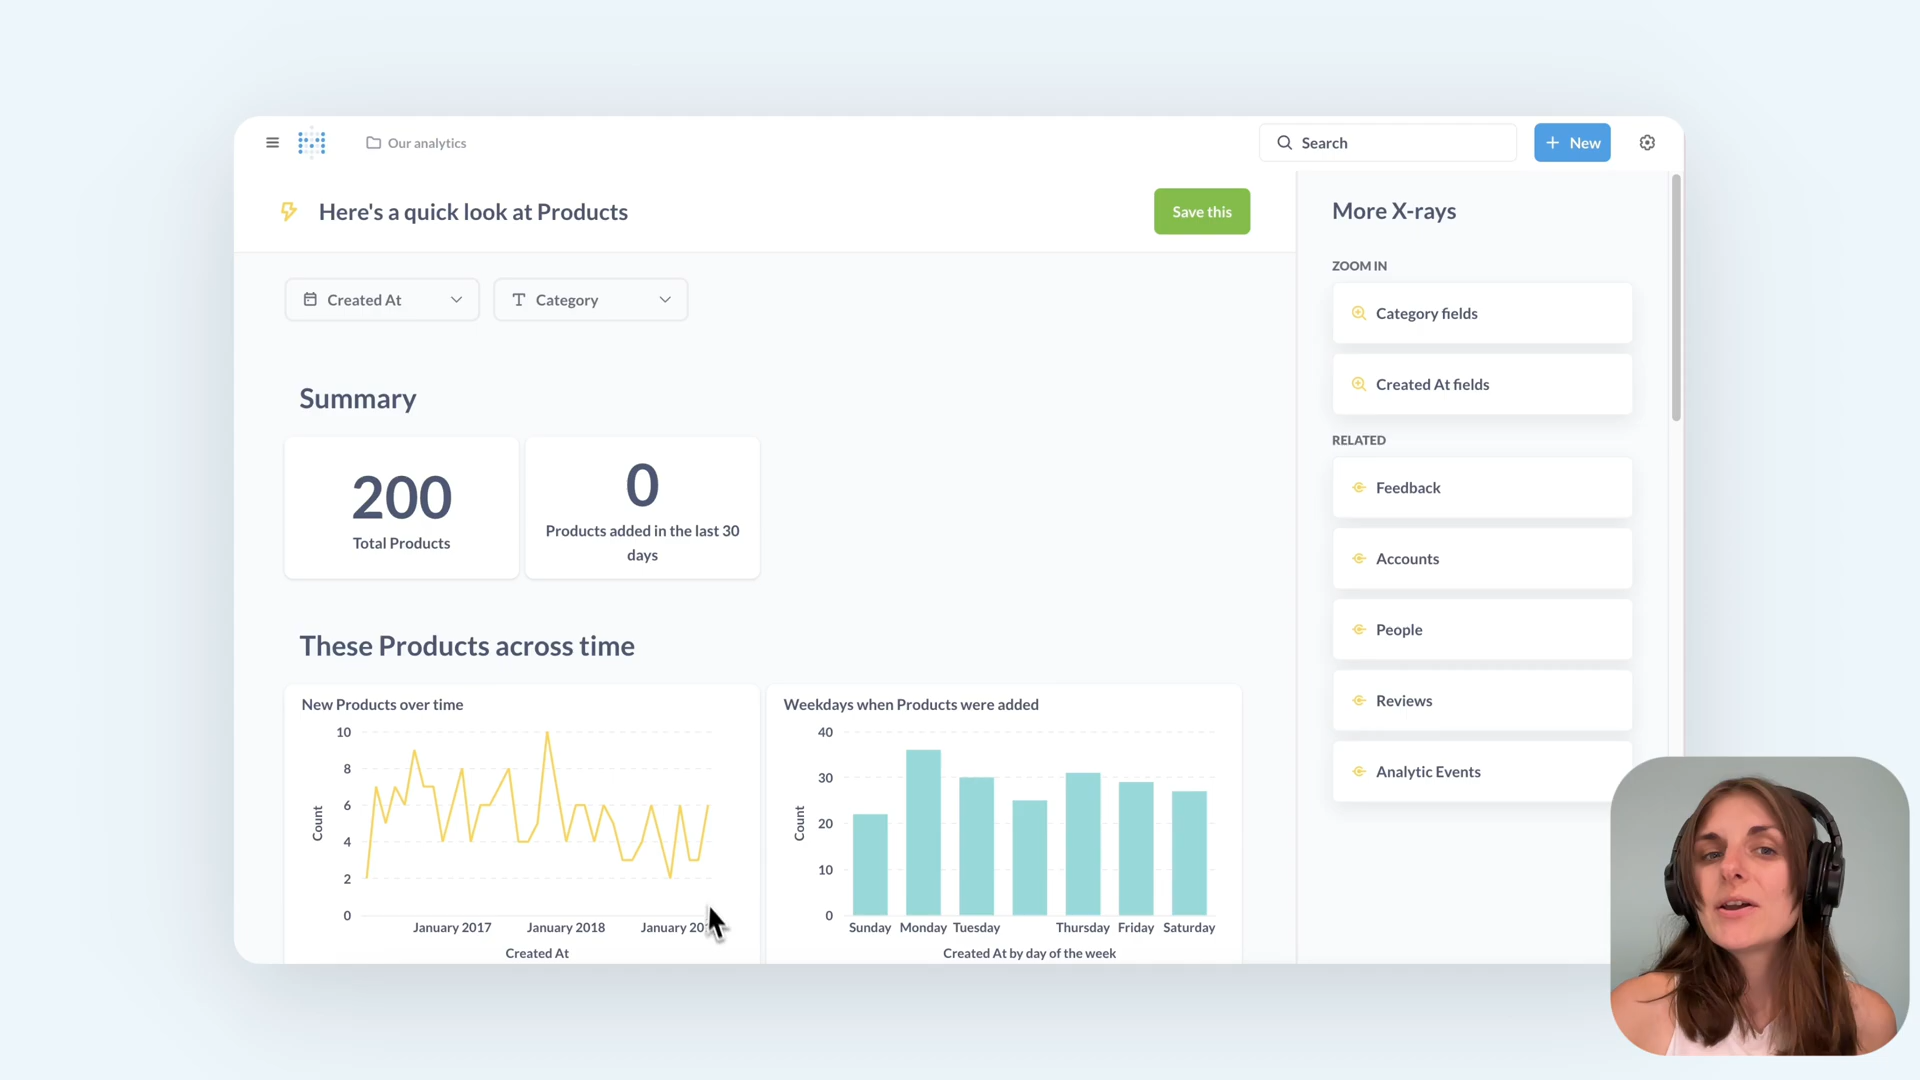 Our analytics
Search
New
Here's a quick look at Products
Save this
Created At
Category
Summary
200
Total Products
0
Products added in the last 30
days
These Products across time
New Products over time
10
8
6
4
2
0
Count
January 2017
January 2018
January 20
Created At
Weekdays when Products were added
40
30
20
10
0
Count
Sunday
Monday
Tuesday
Thursday
Friday
Saturday
Created At by day of the week
More X-rays
ZOOM IN
Category fields
Created At fields
RELATED
Feedback
Accounts
People
Reviews
Analytic Events